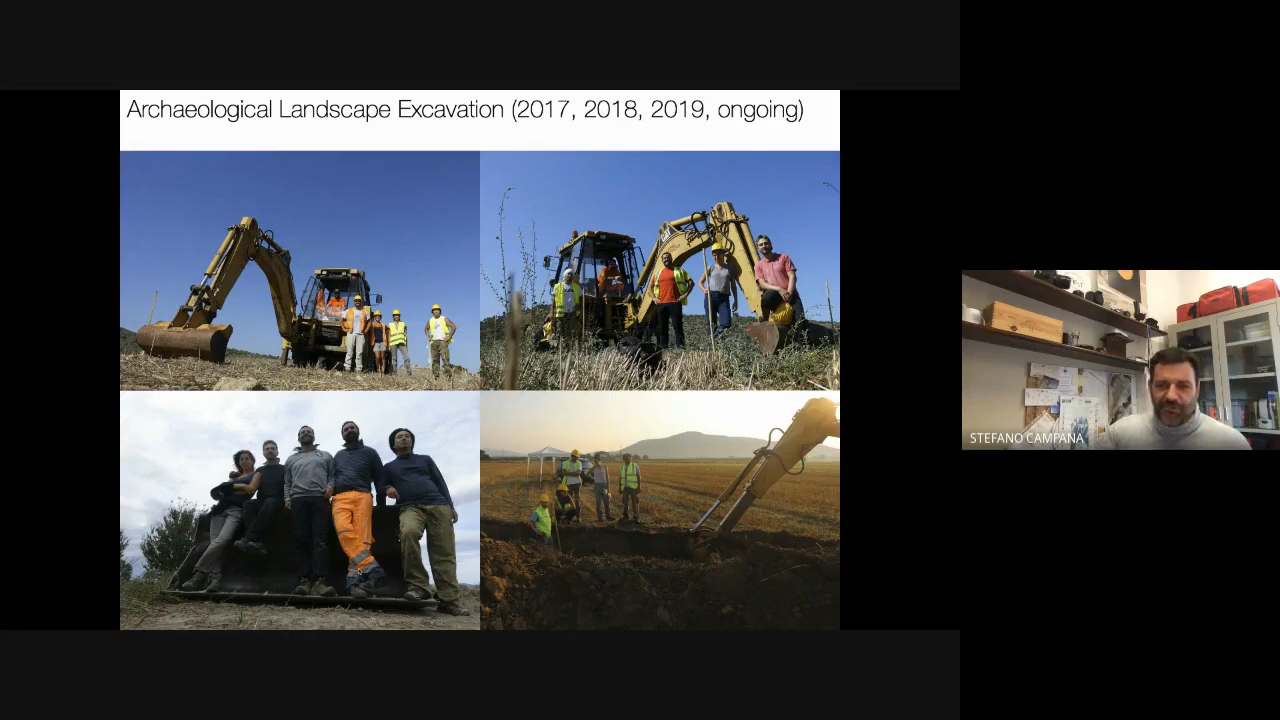 Archaeological Landscape Excavation (2017, 2018, 2019, ongoing)
STEFANO CAMPANA